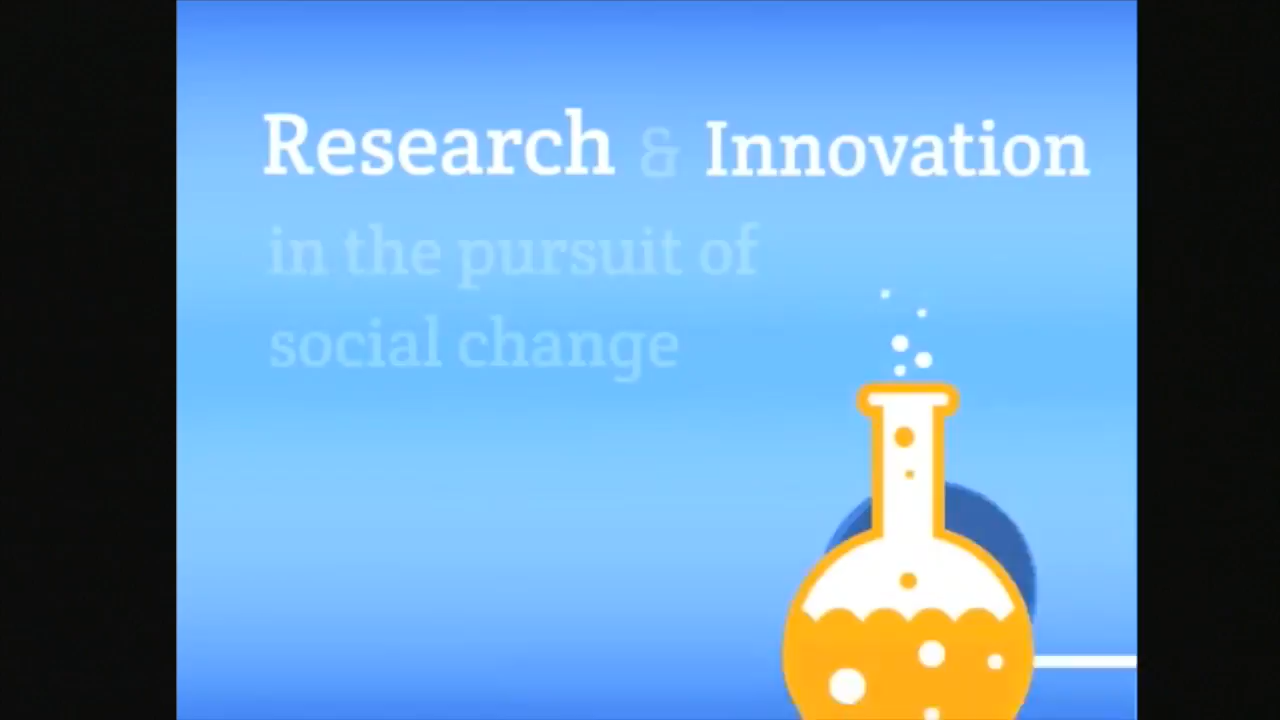 Research & Innovation
in the pursuit of
social change